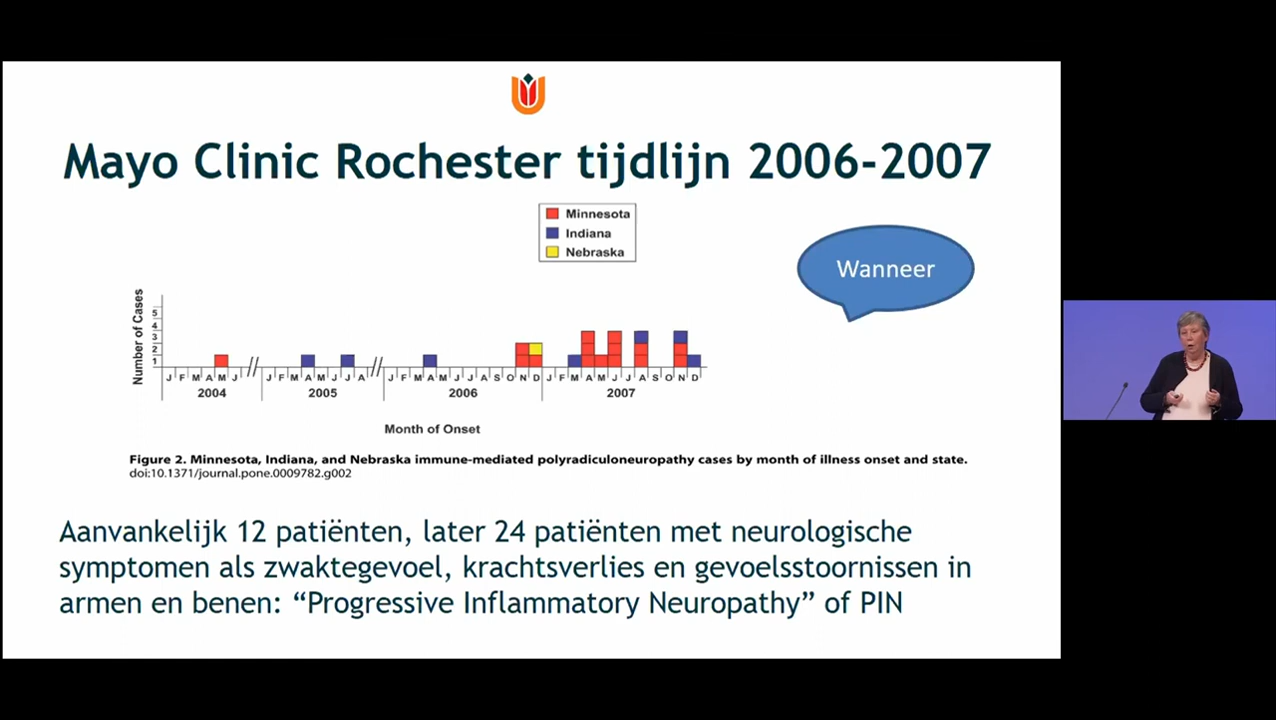 Mayo Clinic Rochester tijdlijn 2006-2007
Minnesota
Indiana
Nebraska
Wanneer
Number of Cases
5
4
3
2
1
J F M A M J J F M A M J J A J F M A M J J A S O N D J F M A M J J A S O N D
2004 2005 2006 2007
Month of Onset
Figure 2. Minnesota, Indiana, and Nebraska immune-mediated polyradiculoneuropathy cases by month of illness onset and state.
doi:10.1371/journal.pone.0009782.g002
Aanvankelijk 12 patiënten, later 24 patiënten met neurologische
symptomen als zwaktegevoel, krachtsverlies en gevoelsstoornissen in
armen en benen: “Progressive Inflammatory Neuropathy” of PIN